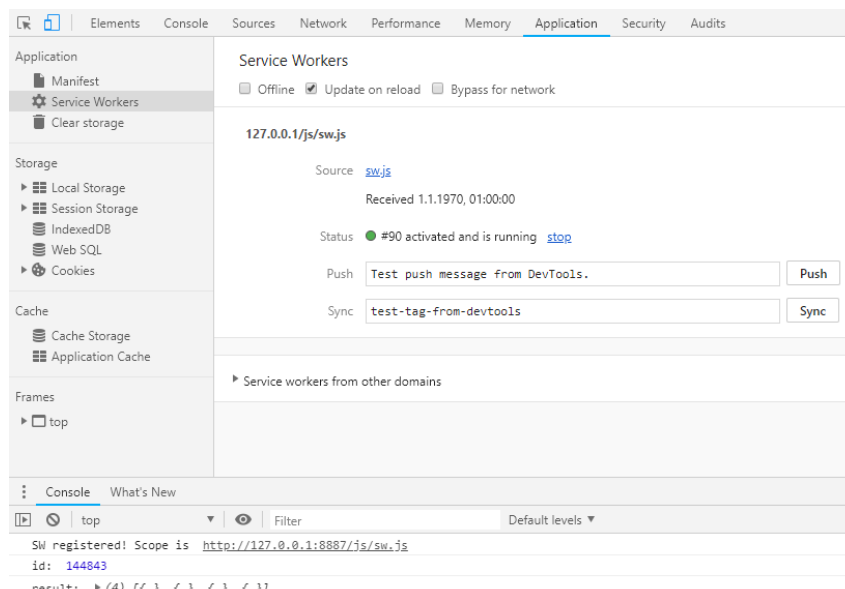 Elements Console Sources Network Performance Memory Application Security Audits
Application
Manifest
Service Workers
Clear storage
Storage
Local Storage
Session Storage
IndexedDB
Web SQL
Cookies
Cache
Cache Storage
Application Cache
Frames
top
Service Workers
Offline Update on reload Bypass for network
127.0.0.1/js/sw.js
Source sw.js
Received 1.1.1970, 01:00:00
Status #90 activated and is running stop
Push Test push message from DevTools. Push
Sync test-tag-from-devtools Sync
Service workers from other domains
Console What's New
top Filter Default levels
SW registered! Scope is http://127.0.0.1:8887/js/sw.js
id: 144843
result: (4) [{…}, {…}, {…}, {…}]